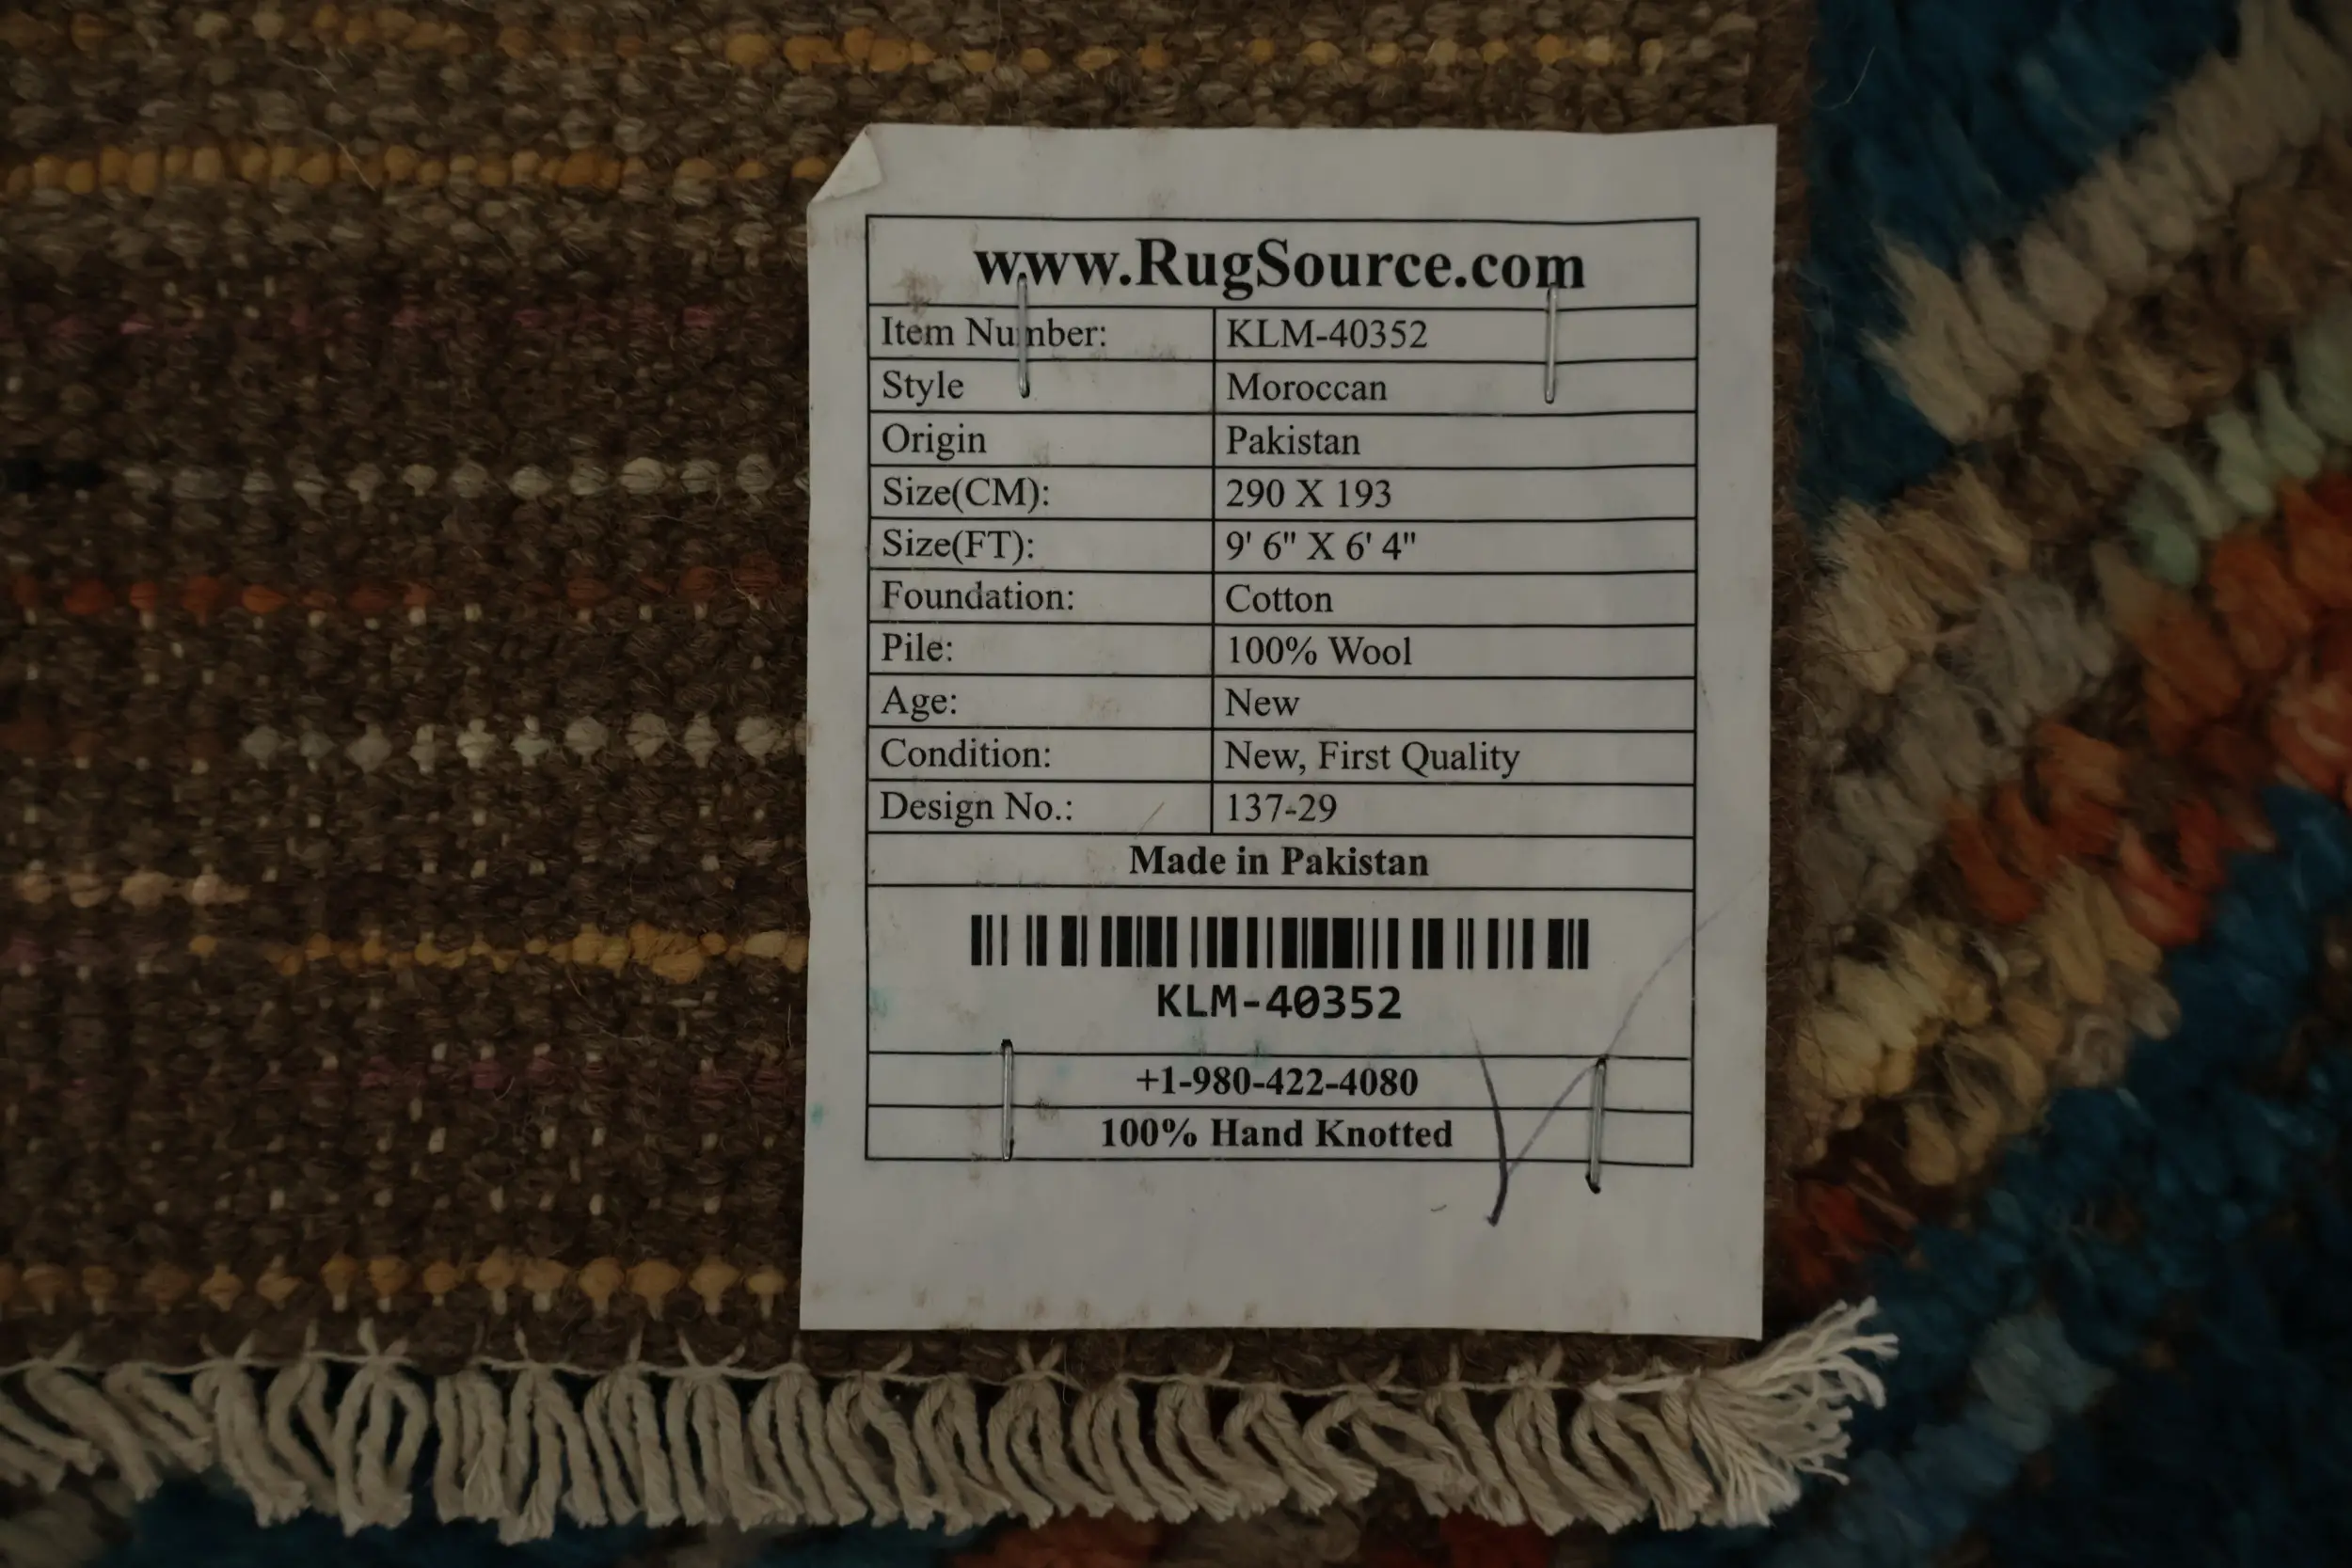 www.RugSource.com
Item Number: KLM-40352
Style Moroccan
Origin Pakistan
Size(CM): 290 X 193
Size(FT): 9' 6" X 6' 4"
Foundation: Cotton
Pile: 100% Wool
Age: New
Condition: New, First Quality
Design No.: 137-29
Made in Pakistan
KLM-40352
+1-980-422-4080
100% Hand Knotted